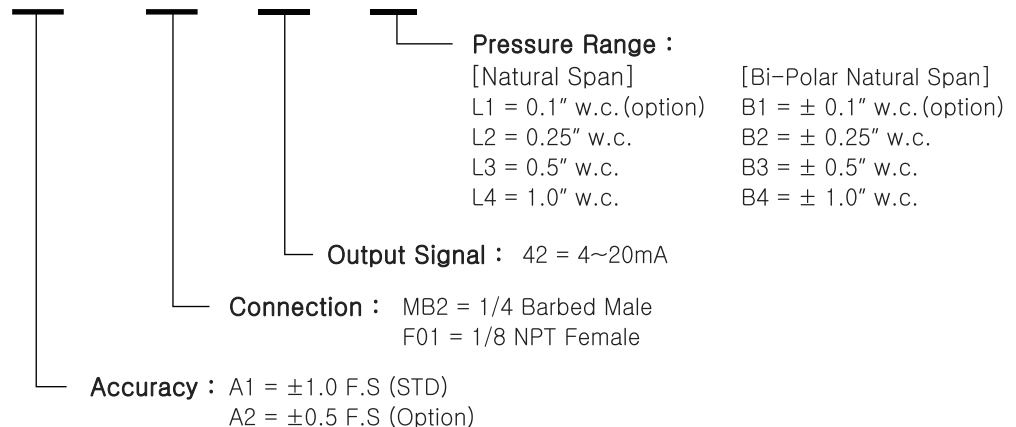 Pressure Range :
[Natural Span] [Bi-Polar Natural Span]
L1 = 0.1" w.c.(option) B1 = ± 0.1" w.c.(option)
L2 = 0.25" w.c. B2 = ± 0.25" w.c.
L3 = 0.5" w.c. B3 = ± 0.5" w.c.
L4 = 1.0" w.c. B4 = ± 1.0" w.c.
Output Signal : 42 = 4~20mA
Connection : MB2 = 1/4 Barbed Male
F01 = 1/8 NPT Female
Accuracy : A1 = ±1.0 F.S (STD)
A2 = ±0.5 F.S (Option)